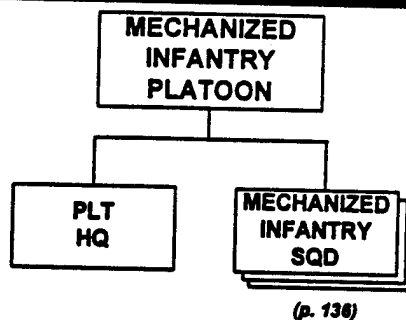 MECHANIZED
INFANTRY
PLATOON
PLT
HQ
MECHANIZED
INFANTRY
SQD
(p. 136)